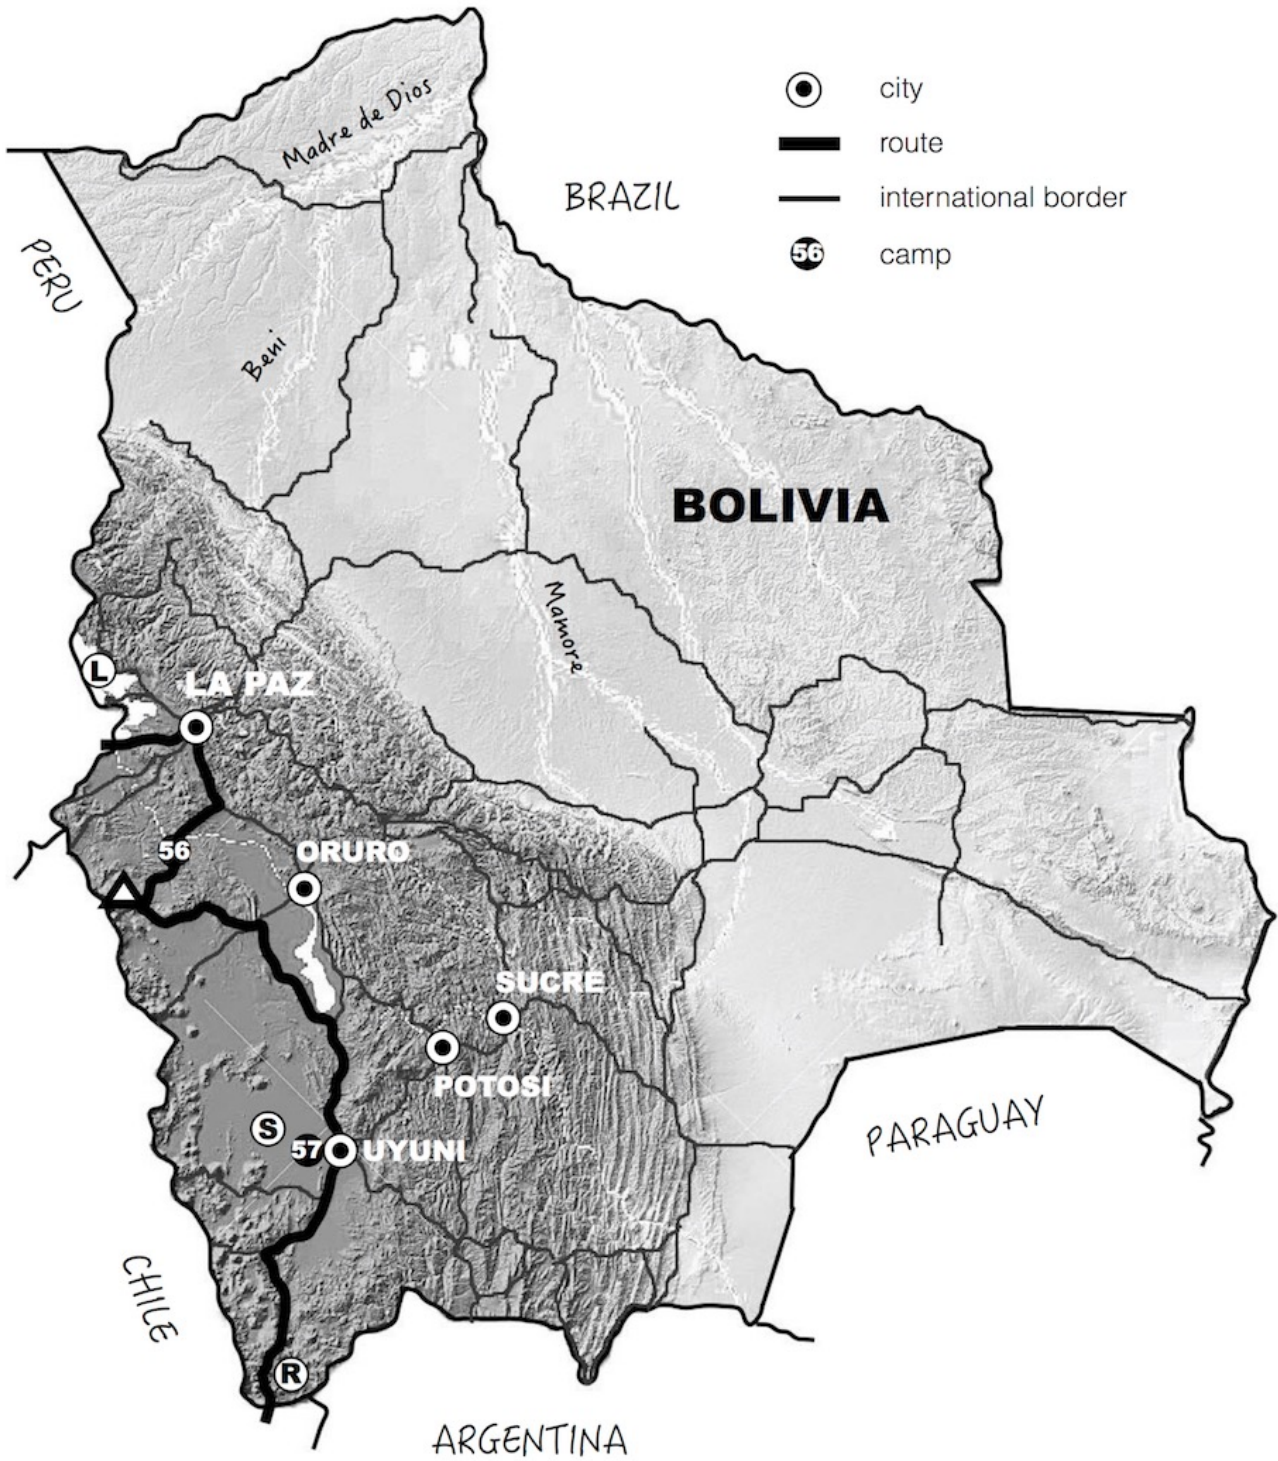 city
route
international border
56 camp
Madre de Dios
BRAZIL
PERU
Beni
BOLIVIA
Mamore
L
LA PAZ
56
ORURO
SUCRE
POTOSI
S
57
UYUNI
PARAGUAY
CHILE
R
ARGENTINA